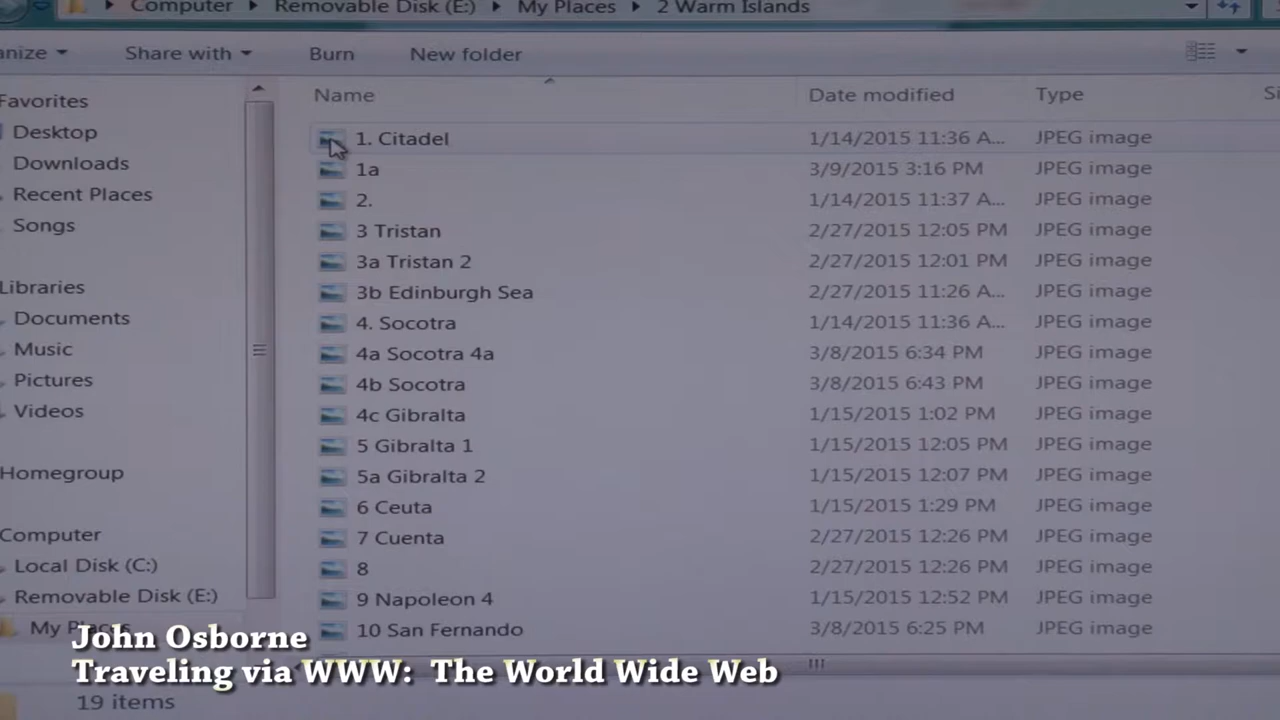 Computer Removable Disk (E:) My Places 2 Warm Islands
anize Share with Burn New folder
Name Date modified Type Si
Favorites
Desktop
Downloads
Recent Places
Songs
Libraries
Documents
Music
Pictures
Videos
Homegroup
Computer
Local Disk (C:)
Removable Disk (E:)
My Places
1. Citadel 1/14/2015 11:36 A... JPEG image
1a 3/9/2015 3:16 PM JPEG image
2. 1/14/2015 11:37 A... JPEG image
3 Tristan 2/27/2015 12:05 PM JPEG image
3a Tristan 2 2/27/2015 12:01 PM JPEG image
3b Edinburgh Sea 2/27/2015 11:26 A... JPEG image
4. Socotra 1/14/2015 11:36 A... JPEG image
4a Socotra 4a 3/8/2015 6:34 PM JPEG image
4b Socotra 3/8/2015 6:43 PM JPEG image
4c Gibralta 1/15/2015 1:02 PM JPEG image
5 Gibralta 1 1/15/2015 12:05 PM JPEG image
5a Gibralta 2 1/15/2015 12:07 PM JPEG image
6 Ceuta 1/15/2015 1:29 PM JPEG image
7 Cuenta 2/27/2015 12:26 PM JPEG image
8 2/27/2015 12:26 PM JPEG image
9 Napoleon 4 1/15/2015 12:52 PM JPEG image
10 San Fernando 3/8/2015 6:25 PM JPEG image
John Osborne
Traveling via WWW: The World Wide Web
19 items